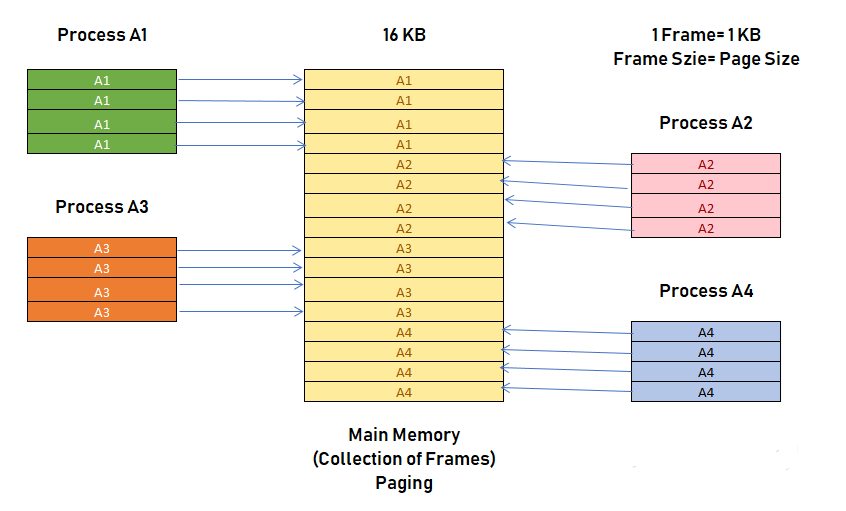 Process A1
16 KB
1 Frame= 1 KB
Frame Szie= Page Size
A1
A1
A1
A1
Process A3
A3
A3
A3
A3
A1
A1
A1
A1
A2
A2
A2
A2
A3
A3
A3
A3
A4
A4
A4
A4
Main Memory
(Collection of Frames)
Paging
Process A2
A2
A2
A2
A2
Process A4
A4
A4
A4
A4